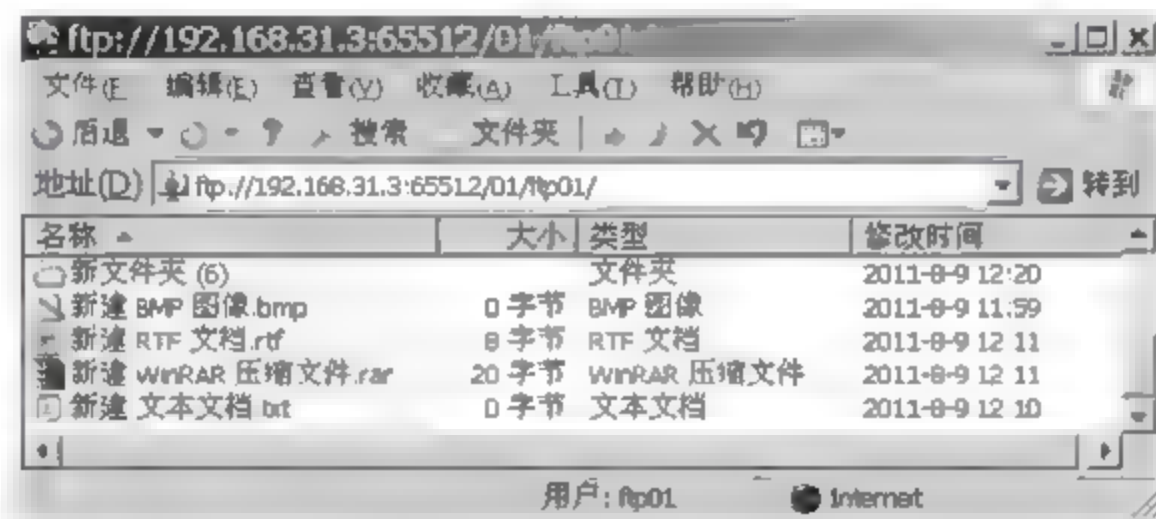 ftp://192.168.31.3:65512/01/ftp01
文件(F 编辑(E) 查看(V) 收藏(A) 工具(T) 帮助(H)
后退 搜索 文件夹
地址(D) ftp://192.168.31.3:65512/01/ftp01/ 转到
名称 大小 类型 修改时间
新文件夹 (6) 文件夹 2011-8-9 12:20
新建 BMP 图像.bmp 0 字节 BMP 图像 2011-8-9 11:59
新建 RTF 文档.rtf 8 字节 RTF 文档 2011-8-9 12 11
新建 WinRAR 压缩文件.rar 20 字节 WinRAR 压缩文件 2011-8-9 12 11
新建 文本文档 txt 0 字节 文本文档 2011-8-9 12 10
用户: ftp01 Internet